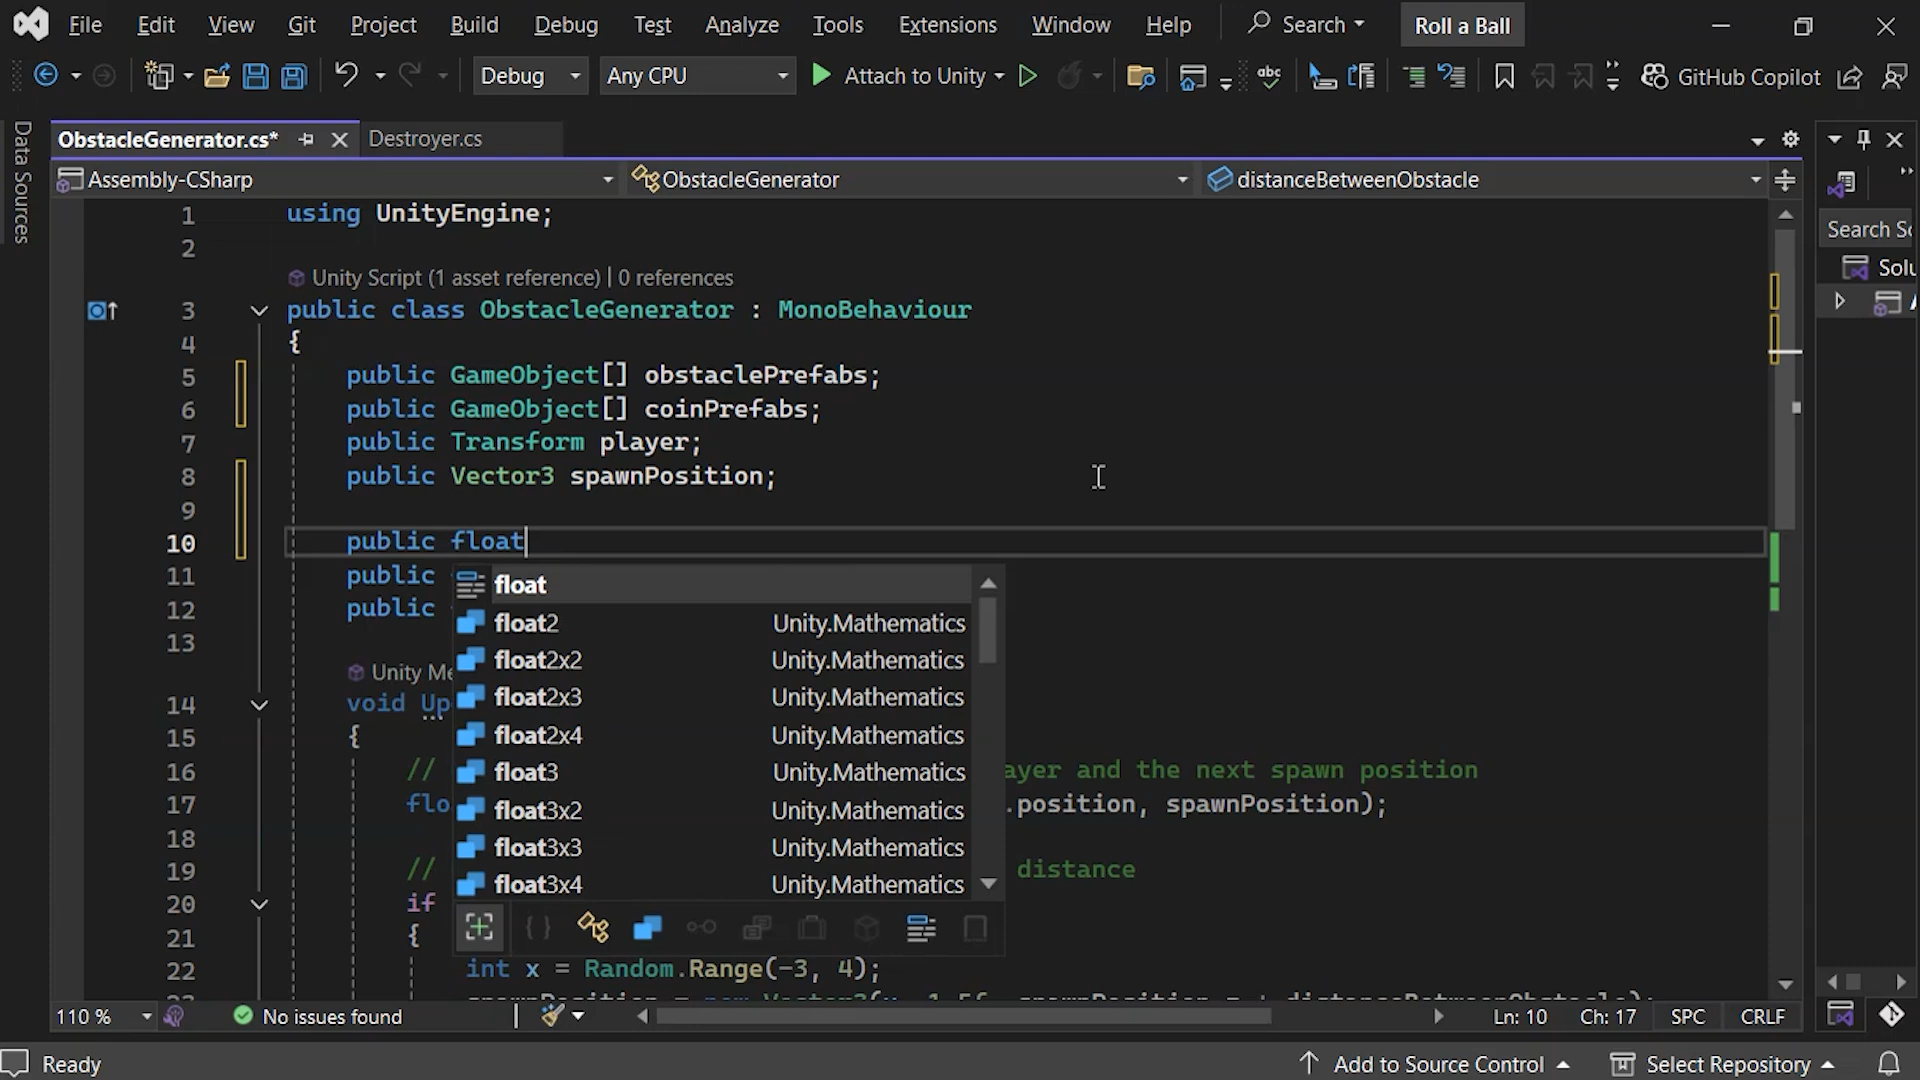 File Edit View Git Project Build Debug Test Analyze Tools Extensions Window Help Search Roll a Ball
Debug Any CPU Attach to Unity abc GitHub Copilot
Data Sources
ObstacleGenerator.cs* Destroyer.cs
Assembly-CSharp ObstacleGenerator distanceBetweenObstacle
Search So
Solu
1 using UnityEngine;
2
Unity Script (1 asset reference) | 0 references
3 public class ObstacleGenerator : MonoBehaviour
4 {
5 public GameObject[] obstaclePrefabs;
6 public GameObject[] coinPrefabs;
7 public Transform player;
8 public Vector3 spawnPosition;
9
10 public float
11 public
12 public
13
Unity Me
14 void Up
15 {
16 // ayer and the next spawn position
17 flo .position, spawnPosition);
18
19 // distance
20 if
21 {
22 int x = Random.Range(-3, 4);
float
float2 Unity.Mathematics
float2x2 Unity.Mathematics
float2x3 Unity.Mathematics
float2x4 Unity.Mathematics
float3 Unity.Mathematics
float3x2 Unity.Mathematics
float3x3 Unity.Mathematics
float3x4 Unity.Mathematics
110 % No issues found Ln: 10 Ch: 17 SPC CRLF
Ready Add to Source Control Select Repository